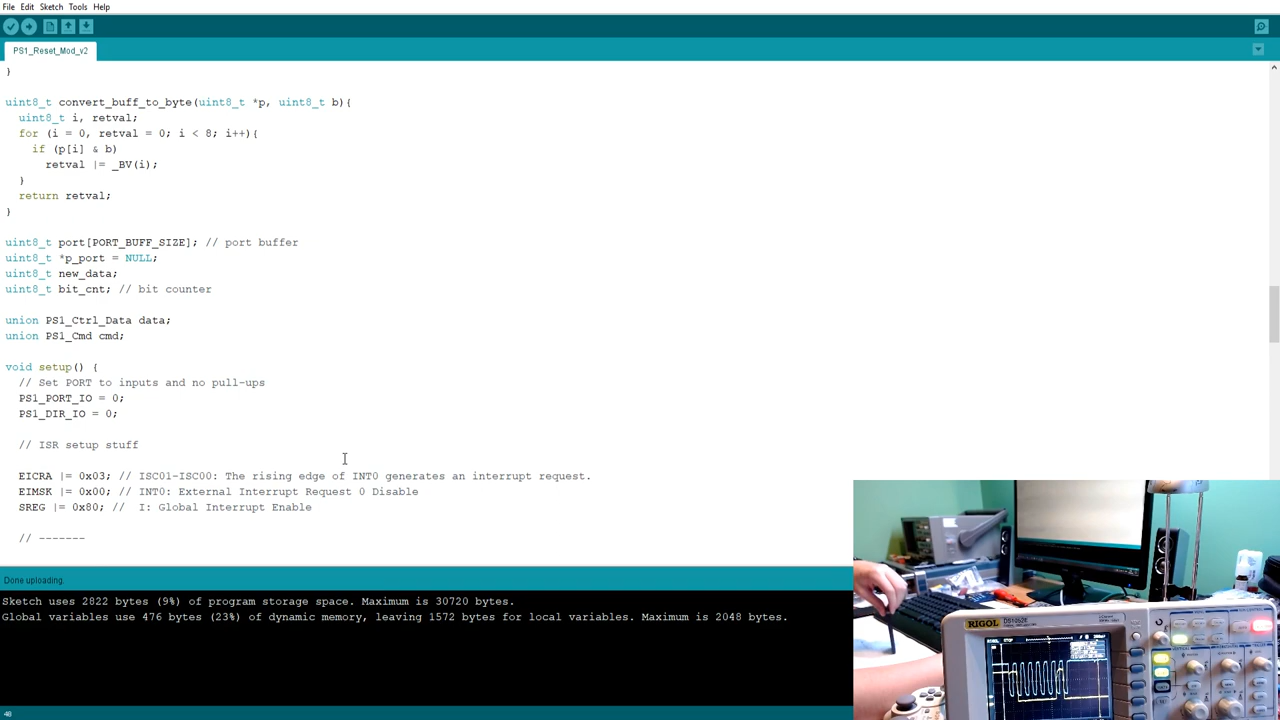 File Edit Sketch Tools Help
PS1_Reset_Mod_v2
}
uint8_t convert_buff_to_byte(uint8_t *p, uint8_t b){
uint8_t i, retval;
for (i = 0, retval = 0; i < 8; i++){
if (p[i] & b)
retval |= _BV(i);
}
return retval;
}
uint8_t port[PORT_BUFF_SIZE]; // port buffer
uint8_t *p_port = NULL;
uint8_t new_data;
uint8_t bit_cnt; // bit counter
union PS1_Ctrl_Data data;
union PS1_Cmd cmd;
void setup() {
// Set PORT to inputs and no pull-ups
PS1_PORT_IO = 0;
PS1_DIR_IO = 0;
// ISR setup stuff
EICRA |= 0x03; // ISC01-ISC00: The rising edge of INT0 generates an interrupt request.
EIMSK |= 0x00; // INT0: External Interrupt Request 0 Disable
SREG |= 0x80; // I: Global Interrupt Enable
// -------
Done uploading.
Sketch uses 2822 bytes (9%) of program storage space. Maximum is 30720 bytes.
Global variables use 476 bytes (23%) of dynamic memory, leaving 1572 bytes for local variables. Maximum is 2048 bytes.
48
RIGOL